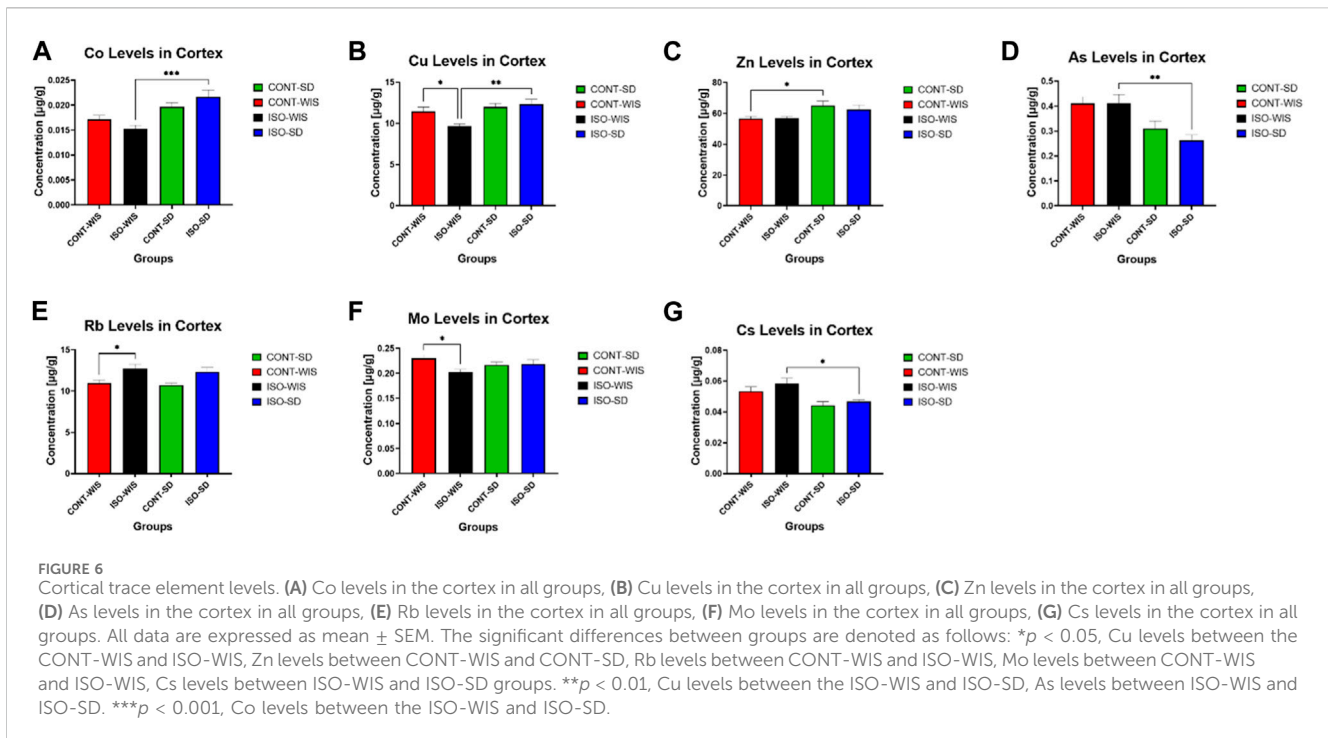 A
Co Levels in Cortex
***
Concentration [µg/g]
0.025
0.020
0.015
0.010
0.005
0.000
CONT-WIS
ISO-WIS
CONT-SD
ISO-SD
Groups
CONT-SD
CONT-WIS
ISO-WIS
ISO-SD
B
Cu Levels in Cortex
*
**
Concentration [µg/g]
15
10
5
0
CONT-WIS
ISO-WIS
CONT-SD
ISO-SD
Groups
CONT-SD
CONT-WIS
ISO-WIS
ISO-SD
C
Zn Levels in Cortex
*
Concentration [µg/g]
80
60
40
20
0
CONT-WIS
ISO-WIS
CONT-SD
ISO-SD
Groups
CONT-SD
CONT-WIS
ISO-WIS
ISO-SD
D
As Levels in Cortex
**
Concentration [µg/g]
0.5
0.4
0.3
0.2
0.1
0.0
CONT-WIS
ISO-WIS
CONT-SD
ISO-SD
Groups
CONT-SD
CONT-WIS
ISO-WIS
ISO-SD
E
Rb Levels in Cortex
*
Concentration [µg/g]
15
10
5
0
CONT-WIS
ISO-WIS
CONT-SD
ISO-SD
Groups
CONT-SD
CONT-WIS
ISO-WIS
ISO-SD
F
Mo Levels in Cortex
*
Concentration [µg/g]
0.25
0.20
0.15
0.10
0.05
0.00
CONT-WIS
ISO-WIS
CONT-SD
ISO-SD
Groups
CONT-SD
CONT-WIS
ISO-WIS
ISO-SD
G
Cs Levels in Cortex
*
Concentration [µg/g]
0.08
0.06
0.04
0.02
0.00
CONT-WIS
ISO-WIS
CONT-SD
ISO-SD
Groups
CONT-SD
CONT-WIS
ISO-WIS
ISO-SD
FIGURE 6
Cortical trace element levels. (A) Co levels in the cortex in all groups, (B) Cu levels in the cortex in all groups, (C) Zn levels in the cortex in all groups,
(D) As levels in the cortex in all groups, (E) Rb levels in the cortex in all groups, (F) Mo levels in the cortex in all groups, (G) Cs levels in the cortex in all
groups. All data are expressed as mean ± SEM. The significant differences between groups are denoted as follows: *p < 0.05, Cu levels between the
CONT-WIS and ISO-WIS, Zn levels between CONT-WIS and CONT-SD, Rb levels between CONT-WIS and ISO-WIS, Mo levels between CONT-WIS
and ISO-WIS, Cs levels between ISO-WIS and ISO-SD groups. **p < 0.01, Cu levels between the ISO-WIS and ISO-SD, As levels between ISO-WIS and
ISO-SD. ***p < 0.001, Co levels between the ISO-WIS and ISO-SD.